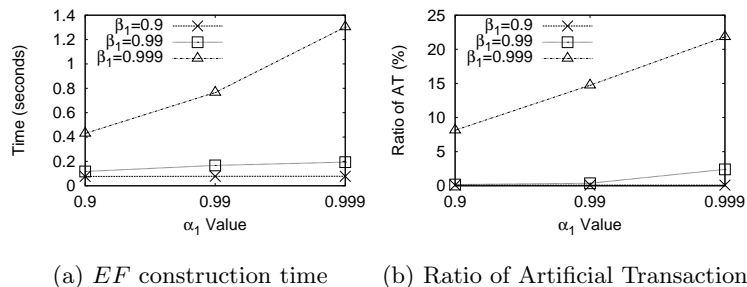 β1=0.9
β1=0.99
β1=0.999
1.4
1.2
1
0.8
0.6
0.4
0.2
0
Time (seconds)
0.9
0.99
0.999
α1 Value
(a) EF construction time
β1=0.9
β1=0.99
β1=0.999
25
20
15
10
5
0
Ratio of AT (%)
0.9
0.99
0.999
α1 Value
(b) Ratio of Artificial Transaction